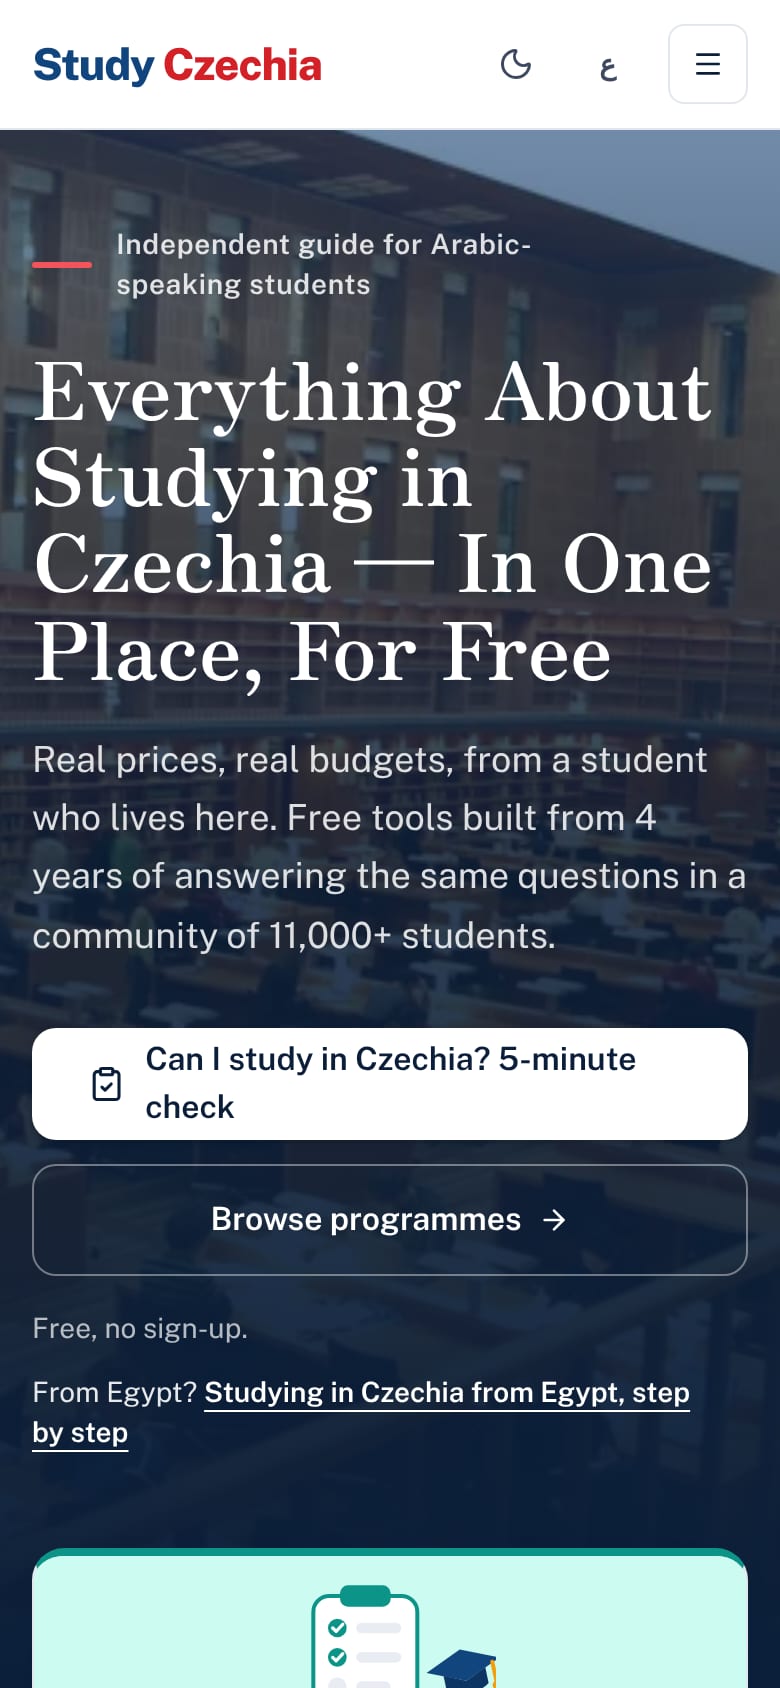 Study Czechia
ع
Independent guide for Arabic-
speaking students
Everything About
Studying in
Czechia — In One
Place, For Free
Real prices, real budgets, from a student
who lives here. Free tools built from 4
years of answering the same questions in a
community of 11,000+ students.
Can I study in Czechia? 5-minute
check
Browse programmes →
Free, no sign-up.
From Egypt? Studying in Czechia from Egypt, step
by step